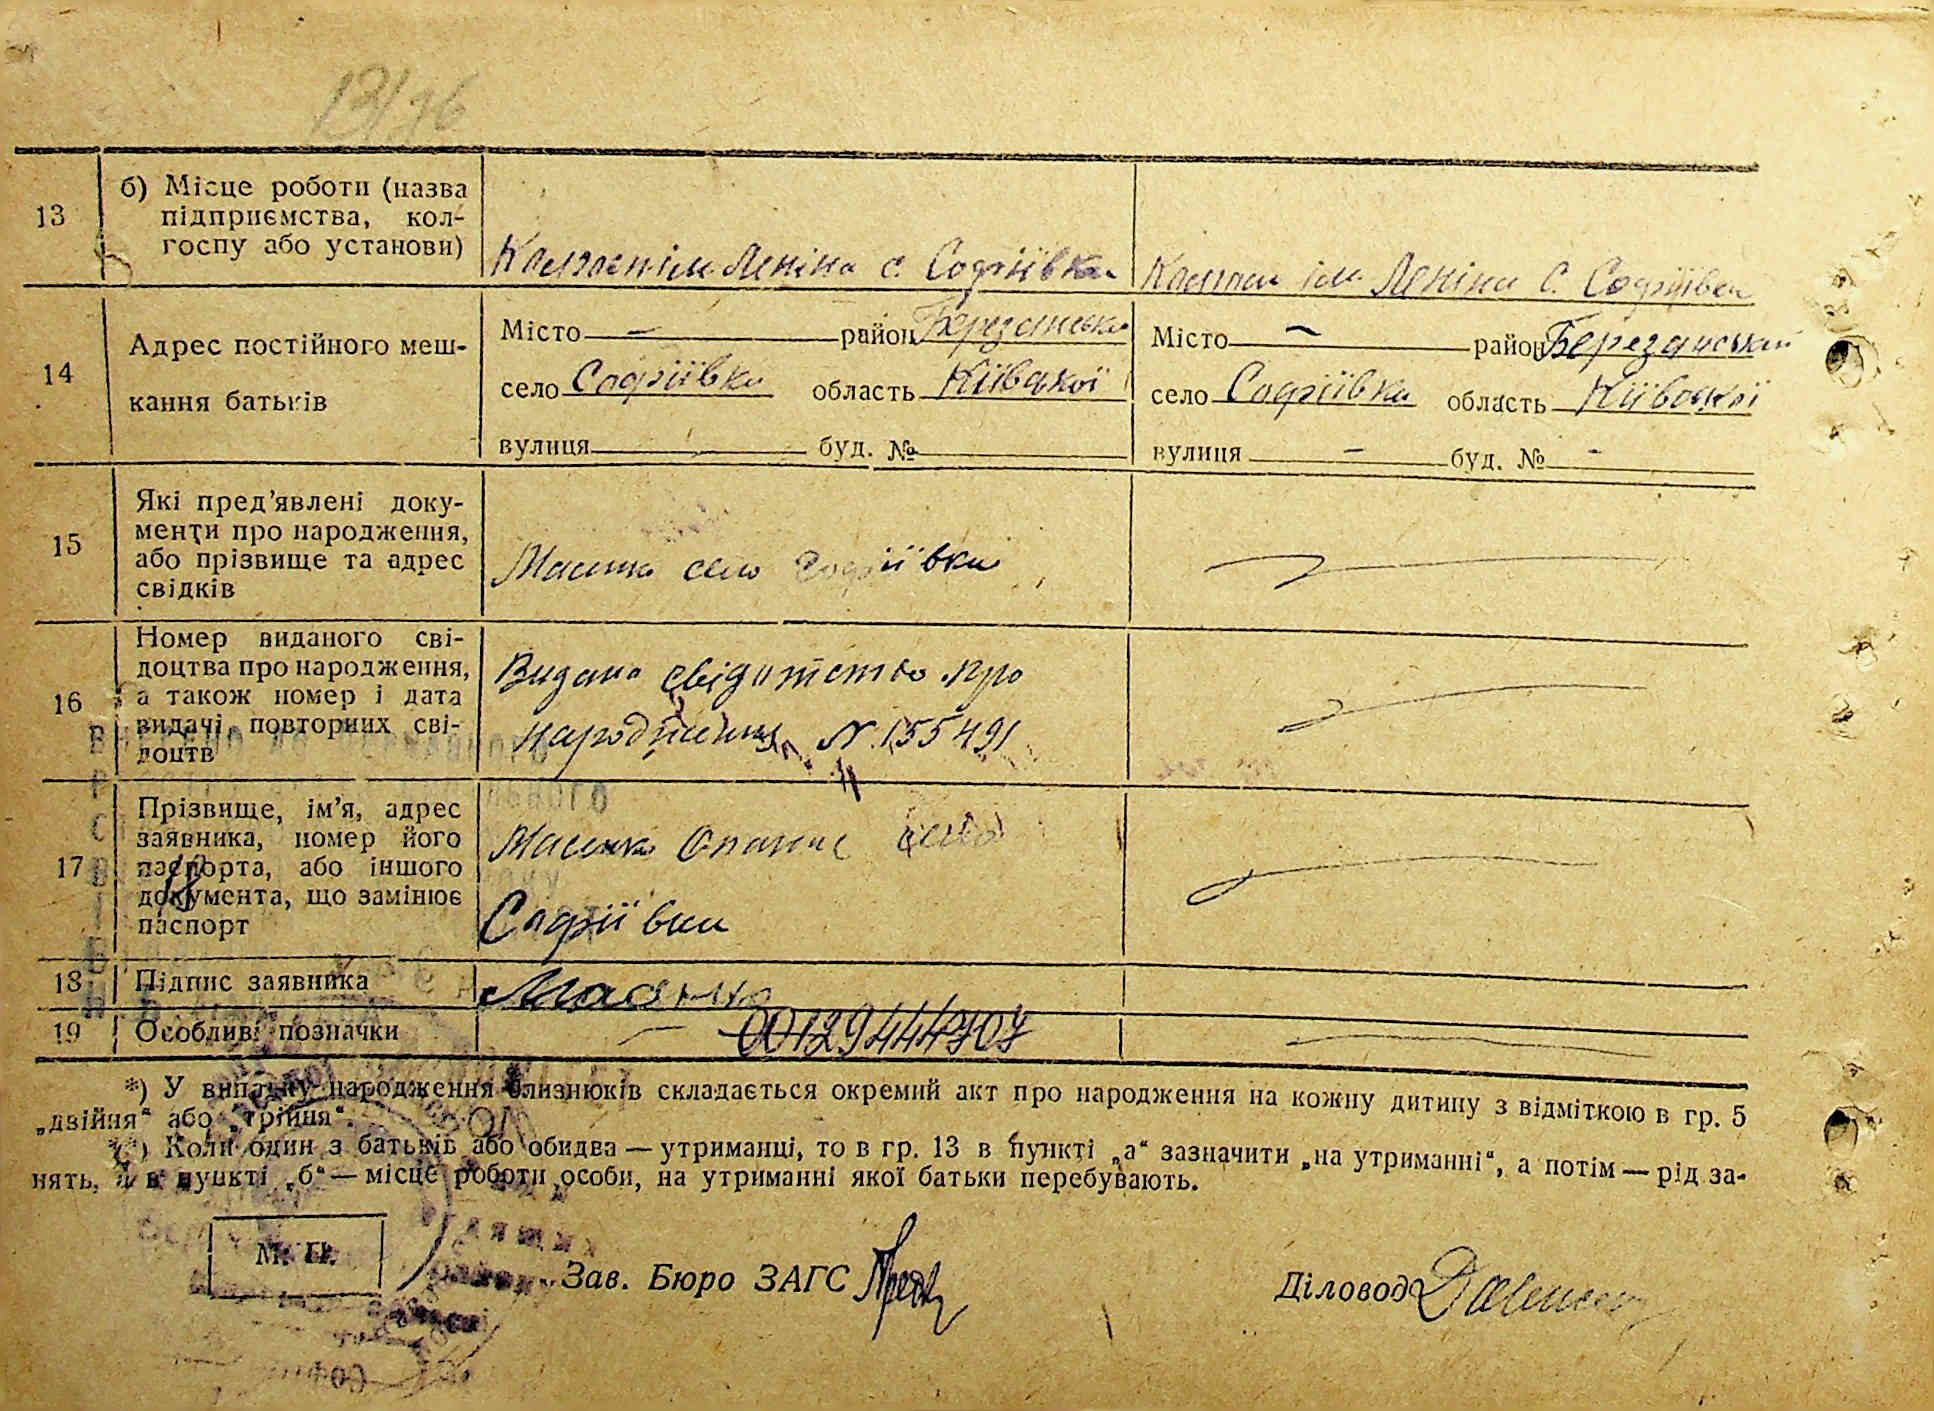 13
б) Місце роботи (назва
підприємства, кол-
госпу або установи)
Колгосп ім. Леніна с. Софіївка
Колгосп ім. Леніна с. Софіївка
14
Адрес постійного меш-
кання батьків
Місто — район Березанський
село Софіївка область Київської
вулиця буд. №
Місто — район Березанський
село Софіївка область Київської
вулиця — буд. № -
15
Які пред’явлені доку-
менти про народження,
або прізвище та адрес
свідків
село Софіївка
16
Номер виданого сві-
доцтва про народження,
а також номер і дата
видачі повторних сві-
доцтв
Видано свідотство про
народження N 155491
17
Прізвище, ім’я, адрес
заявника, номер його
паспорта, або іншого
документа, що замінює
паспорт
Опанас село
Софіївка
18
Підпис заявника
19
Особливі позначки
— 00129444707
*) У випадку народження близнюків складається окремий акт про народження на кожну дитину з відміткою в гр. 5
„двійня“ або „трійня“.
**) Коли один з батьків або обидва — утриманці, то в гр. 13 в пункті „а“ зазначити „на утриманні“, а потім — рід за-
нять, а в пункті „б“ — місце роботи особи, на утриманні якої батьки перебувають.
М. П.
Зав. Бюро ЗАГС
Діловод